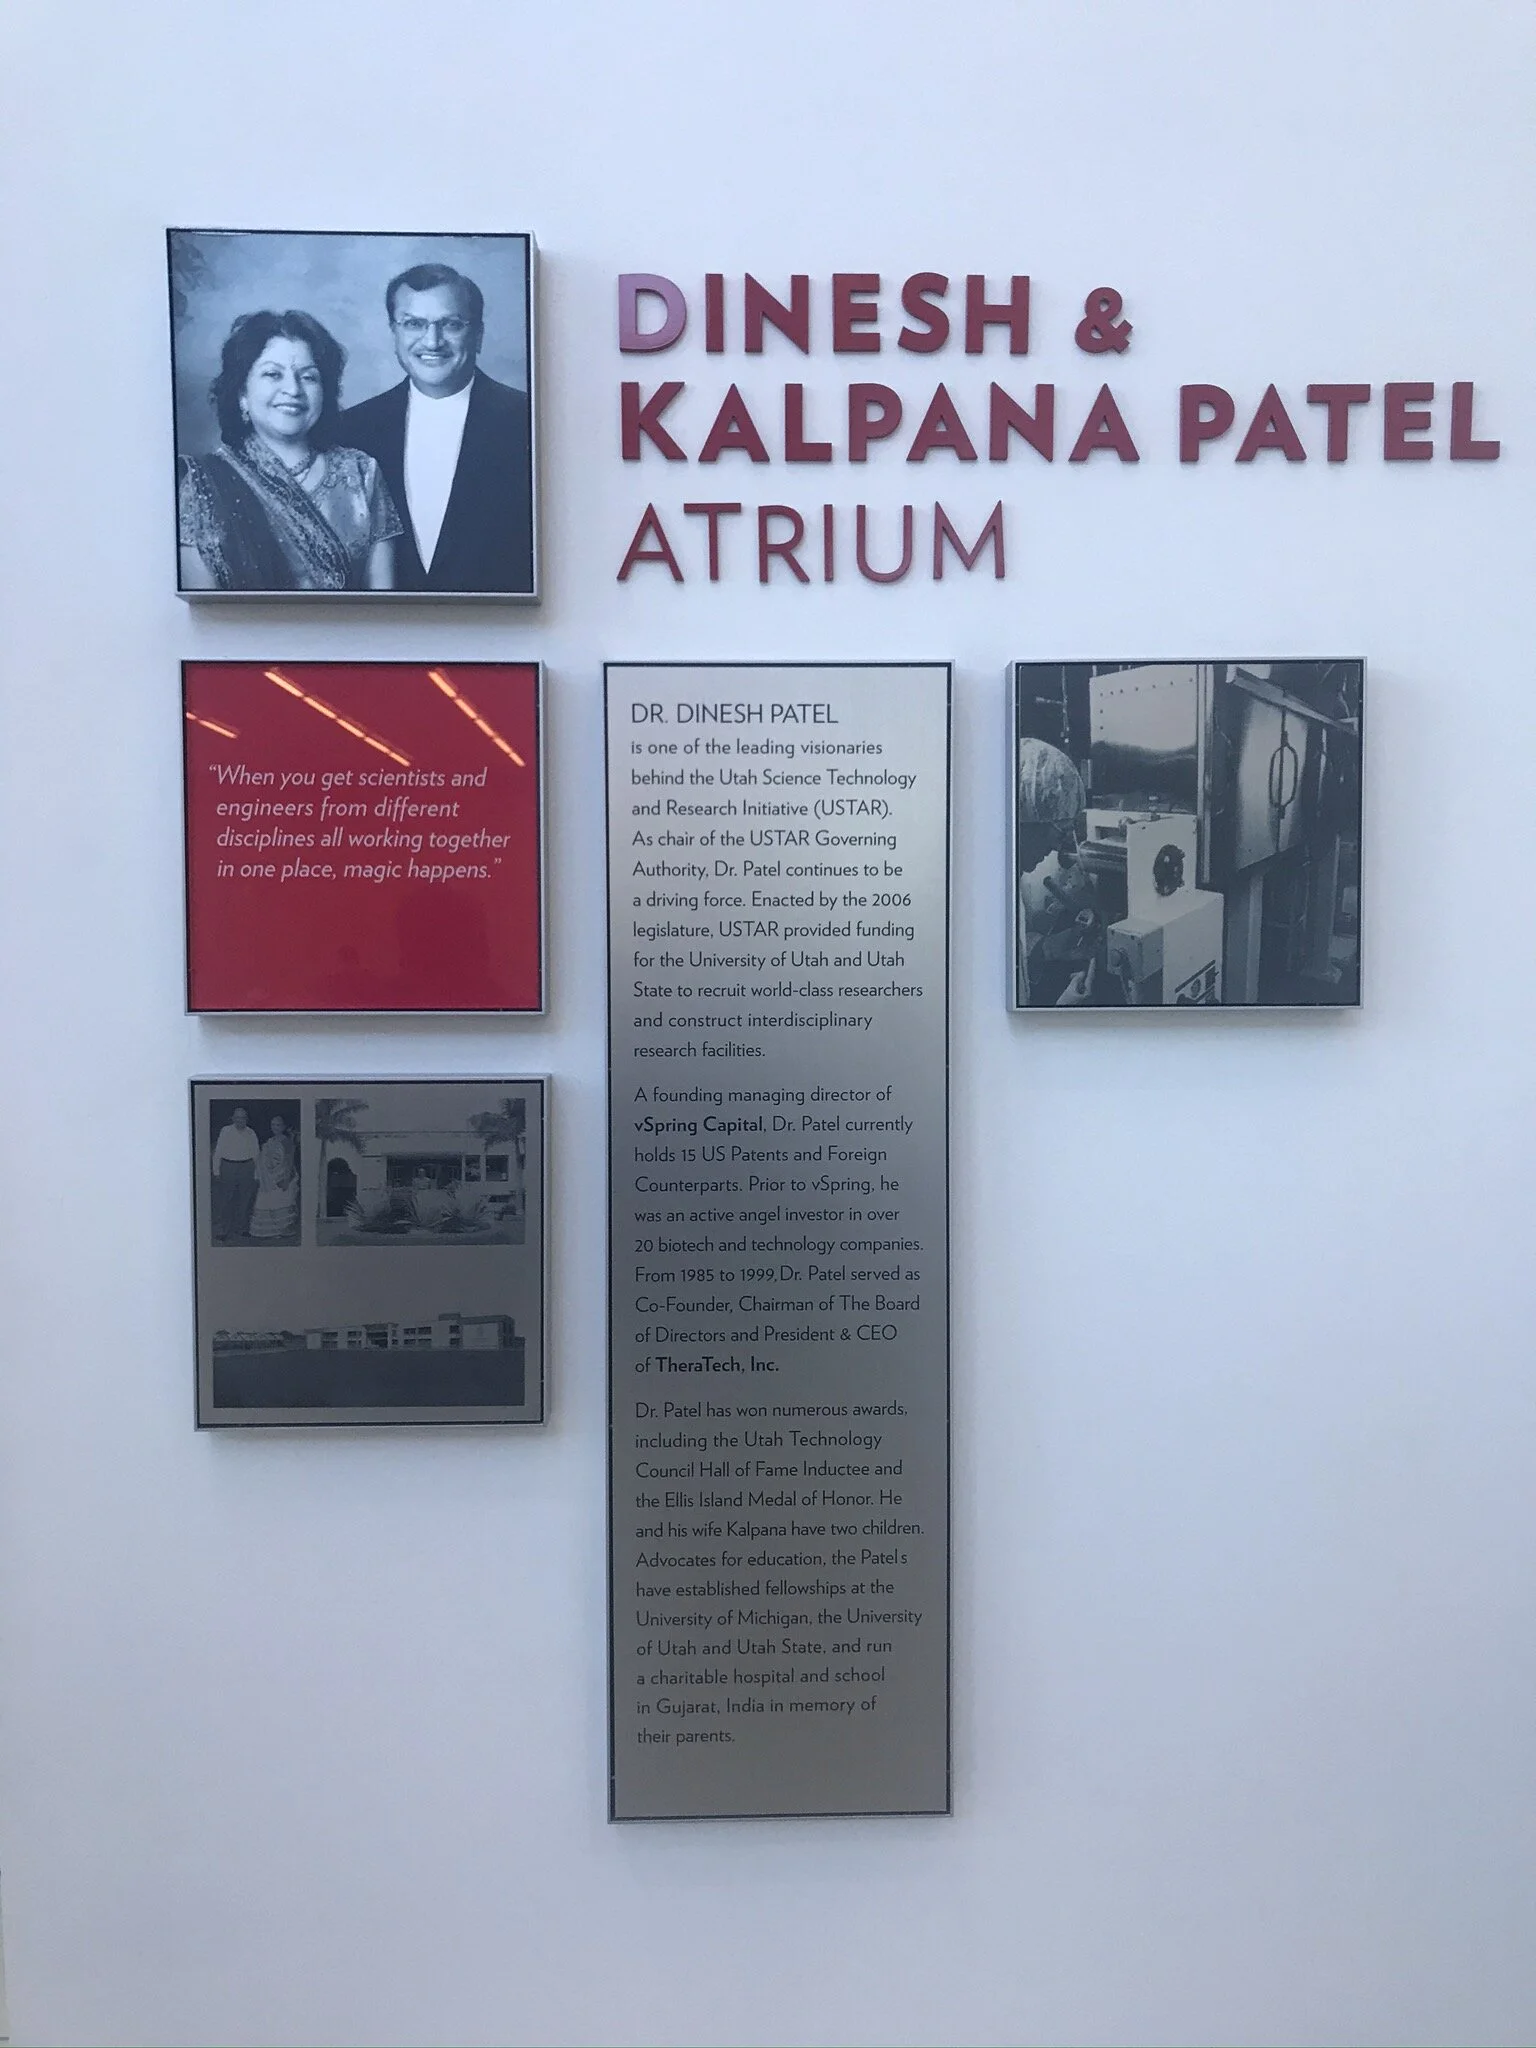 DINESH &
KALPANA PATEL
ATRIUM
“When you get scientists and
engineers from different
disciplines all working together
in one place, magic happens.”
DR. DINESH PATEL
is one of the leading visionaries
behind the Utah Science Technology
and Research Initiative (USTAR).
As chair of the USTAR Governing
Authority, Dr. Patel continues to be
a driving force. Enacted by the 2006
legislature, USTAR provided funding
for the University of Utah and Utah
State to recruit world-class researchers
and construct interdisciplinary
research facilities.
A founding managing director of
vSpring Capital, Dr. Patel currently
holds 15 US Patents and Foreign
Counterparts. Prior to vSpring, he
was an active angel investor in over
20 biotech and technology companies.
From 1985 to 1999, Dr. Patel served as
Co-Founder, Chairman of The Board
of Directors and President & CEO
of TheraTech, Inc.
Dr. Patel has won numerous awards,
including the Utah Technology
Council Hall of Fame Inductee and
the Ellis Island Medal of Honor. He
and his wife Kalpana have two children.
Advocates for education, the Patels
have established fellowships at the
University of Michigan, the University
of Utah and Utah State, and run
a charitable hospital and school
in Gujarat, India in memory of
their parents.